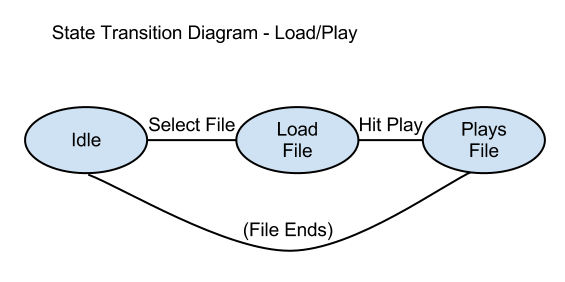 State Transition Diagram - Load/Play
Idle
Select File
Load
File
Hit Play
Plays
File
(File Ends)